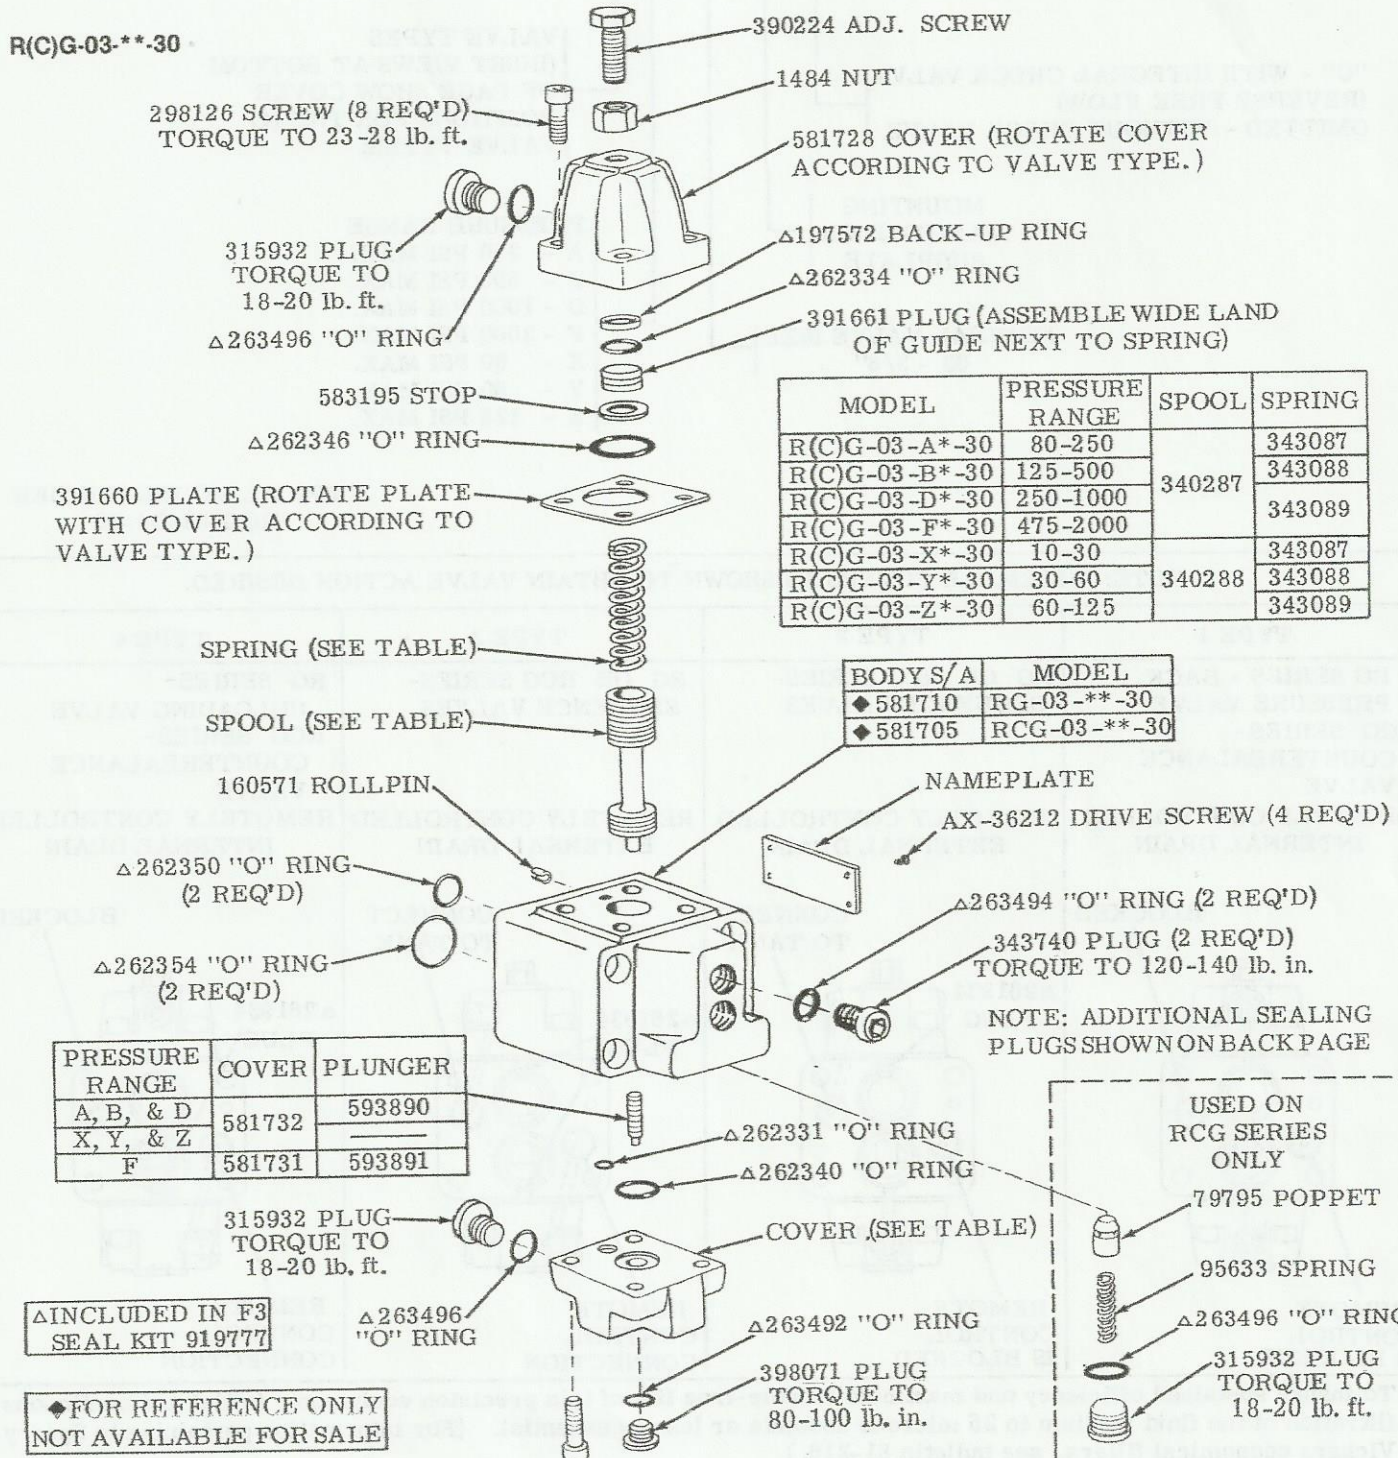 R(C)G-03-**-30
390224 ADJ. SCREW
1484 NUT
298126 SCREW (8 REQ'D)
TORQUE TO 23-28 lb. ft.
581728 COVER (ROTATE COVER
ACCORDING TO VALVE TYPE.)
315932 PLUG
TORQUE TO
18-20 lb. ft.
△197572 BACK-UP RING
△262334 "O" RING
△263496 "O" RING
391661 PLUG (ASSEMBLE WIDE LAND
OF GUIDE NEXT TO SPRING)
583195 STOP
△262346 "O" RING
391660 PLATE (ROTATE PLATE
WITH COVER ACCORDING TO
VALVE TYPE.)
MODEL PRESSURE RANGE SPOOL SPRING
R(C)G-03-A*-30 80-250 340287 343087
R(C)G-03-B*-30 125-500 343088
R(C)G-03-D*-30 250-1000 343089
R(C)G-03-F*-30 475-2000
R(C)G-03-X*-30 10-30 340288 343087
R(C)G-03-Y*-30 30-60 343088
R(C)G-03-Z*-30 60-125 343089
SPRING (SEE TABLE)
SPOOL (SEE TABLE)
BODY S/A MODEL
◆581710 RG-03-**-30
◆581705 RCG-03-**-30
160571 ROLLPIN
NAMEPLATE
AX-36212 DRIVE SCREW (4 REQ'D)
△262350 "O" RING
(2 REQ'D)
△263494 "O" RING (2 REQ'D)
343740 PLUG (2 REQ'D)
TORQUE TO 120-140 lb. in.
△262354 "O" RING
(2 REQ'D)
NOTE: ADDITIONAL SEALING
PLUGS SHOWN ON BACK PAGE
PRESSURE RANGE COVER PLUNGER
A, B, & D 581732 593890
X, Y, & Z ———
F 581731 593891
△262331 "O" RING
△262340 "O" RING
USED ON
RCG SERIES
ONLY
79795 POPPET
95633 SPRING
△263496 "O" RING
315932 PLUG
TORQUE TO
18-20 lb. ft.
315932 PLUG
TORQUE TO
18-20 lb. ft.
COVER (SEE TABLE)
△263496
"O" RING
△263492 "O" RING
398071 PLUG
TORQUE TO
80-100 lb. in.
△INCLUDED IN F3
SEAL KIT 919777
◆FOR REFERENCE ONLY
NOT AVAILABLE FOR SALE